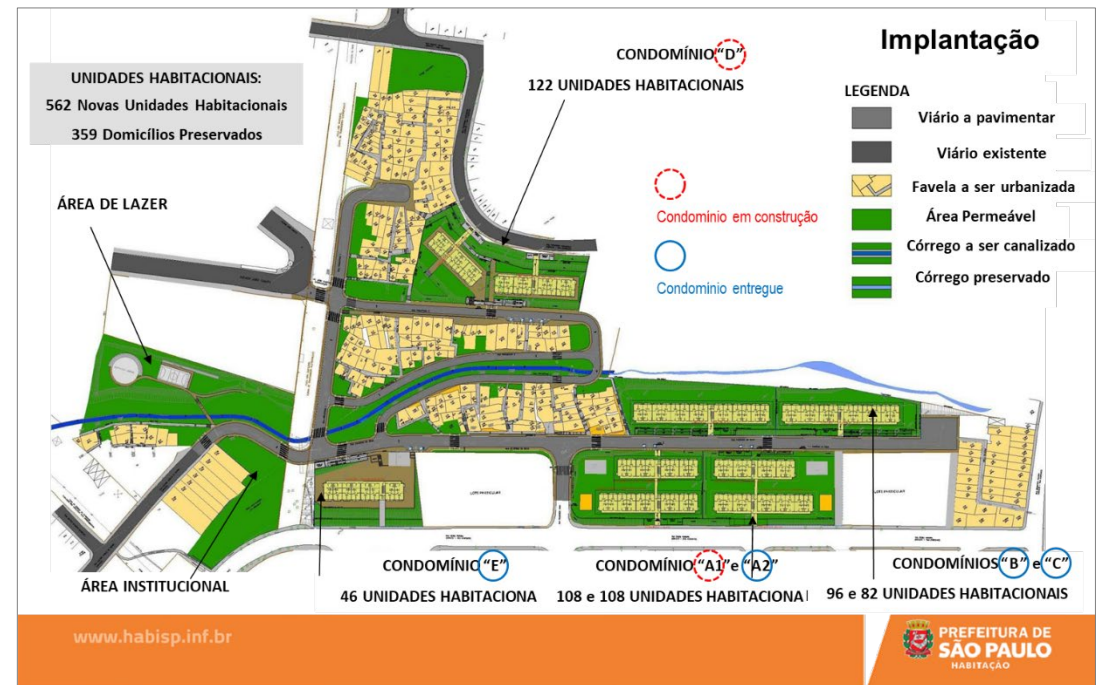 Implantação
CONDOMÍNIO "D"
122 UNIDADES HABITACIONAIS
UNIDADES HABITACIONAIS:
562 Novas Unidades Habitacionais
359 Domicílios Preservados
LEGENDA
Viário a pavimentar
Viário existente
Favela a ser urbanizada
Área Permeável
Córrego a ser canalizado
Córrego preservado
Condomínio em construção
Condomínio entregue
ÁREA DE LAZER
ÁREA INSTITUCIONAL
CONDOMÍNIO "E"
46 UNIDADES HABITACIONA
CONDOMÍNIO "A1" e "A2"
108 e 108 UNIDADES HABITACIONA
CONDOMÍNIOS "B" e "C"
96 e 82 UNIDADES HABITACIONAIS
www.habisp.inf.br
PREFEITURA DE
SÃO PAULO
HABITAÇÃO